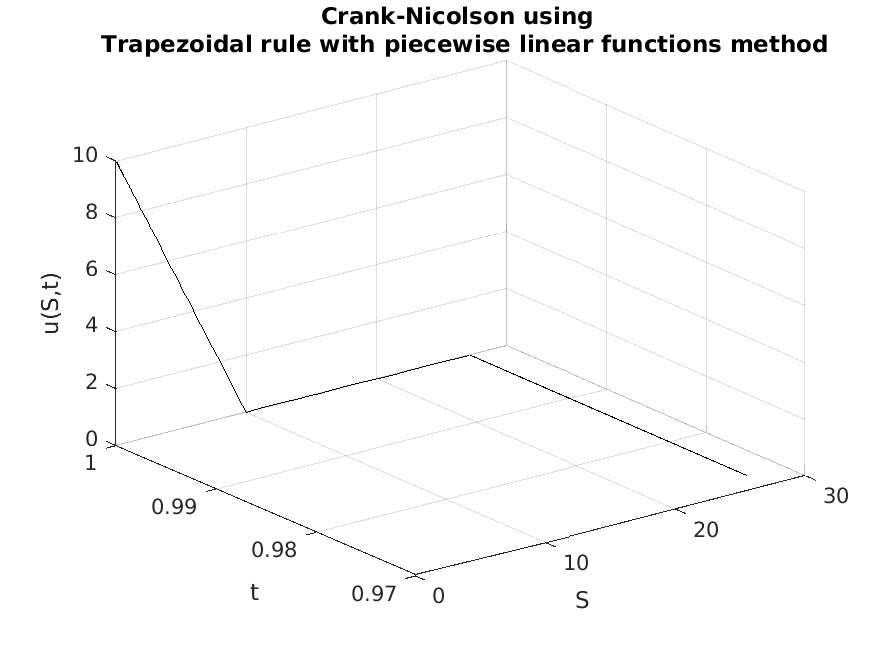 Crank-Nicolson using
Trapezoidal rule with piecewise linear functions method
10
8
6
4
2
0
u(S,t)
1
0.99
0.98
0.97
t
0
10
20
30
S